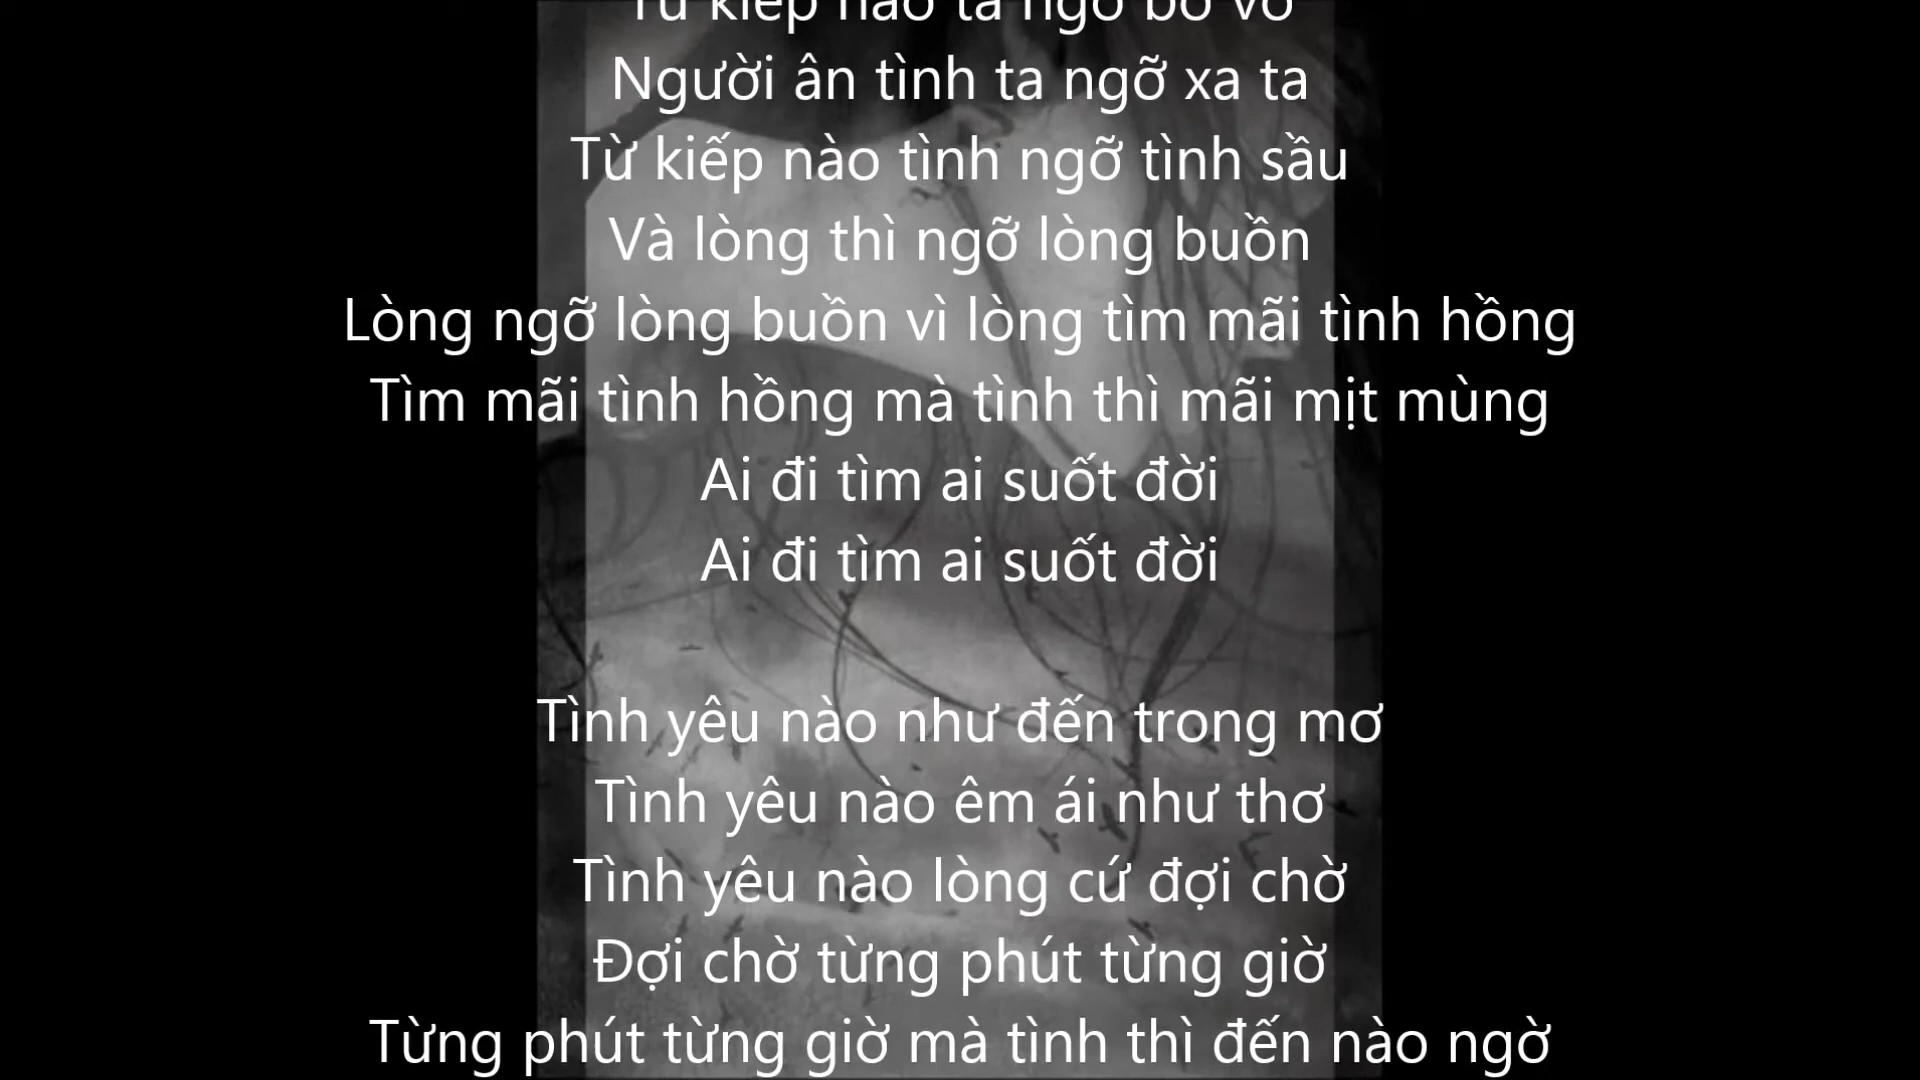 Từ kiếp nào ta ngỡ bơ vơ
Người ân tình ta ngỡ xa ta
Từ kiếp nào tình ngỡ tình sầu
Và lòng thì ngỡ lòng buồn
Lòng ngỡ lòng buồn vì lòng tìm mãi tình hồng
Tìm mãi tình hồng mà tình thì mãi mịt mùng
Ai đi tìm ai suốt đời
Ai đi tìm ai suốt đời
Tình yêu nào như đến trong mơ
Tình yêu nào êm ái như thơ
Tình yêu nào lòng cứ đợi chờ
Đợi chờ từng phút từng giờ
Từng phút từng giờ mà tình thì đến nào ngờ